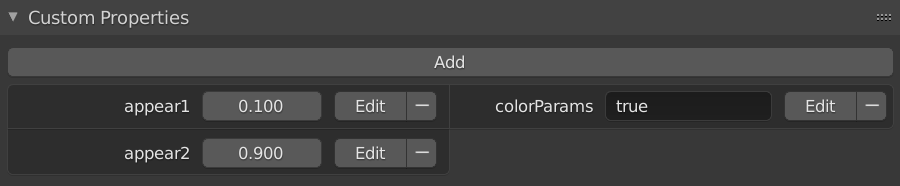 Custom Properties
Add
appear1 0.100 Edit − colorParams true Edit −
appear2 0.900 Edit −